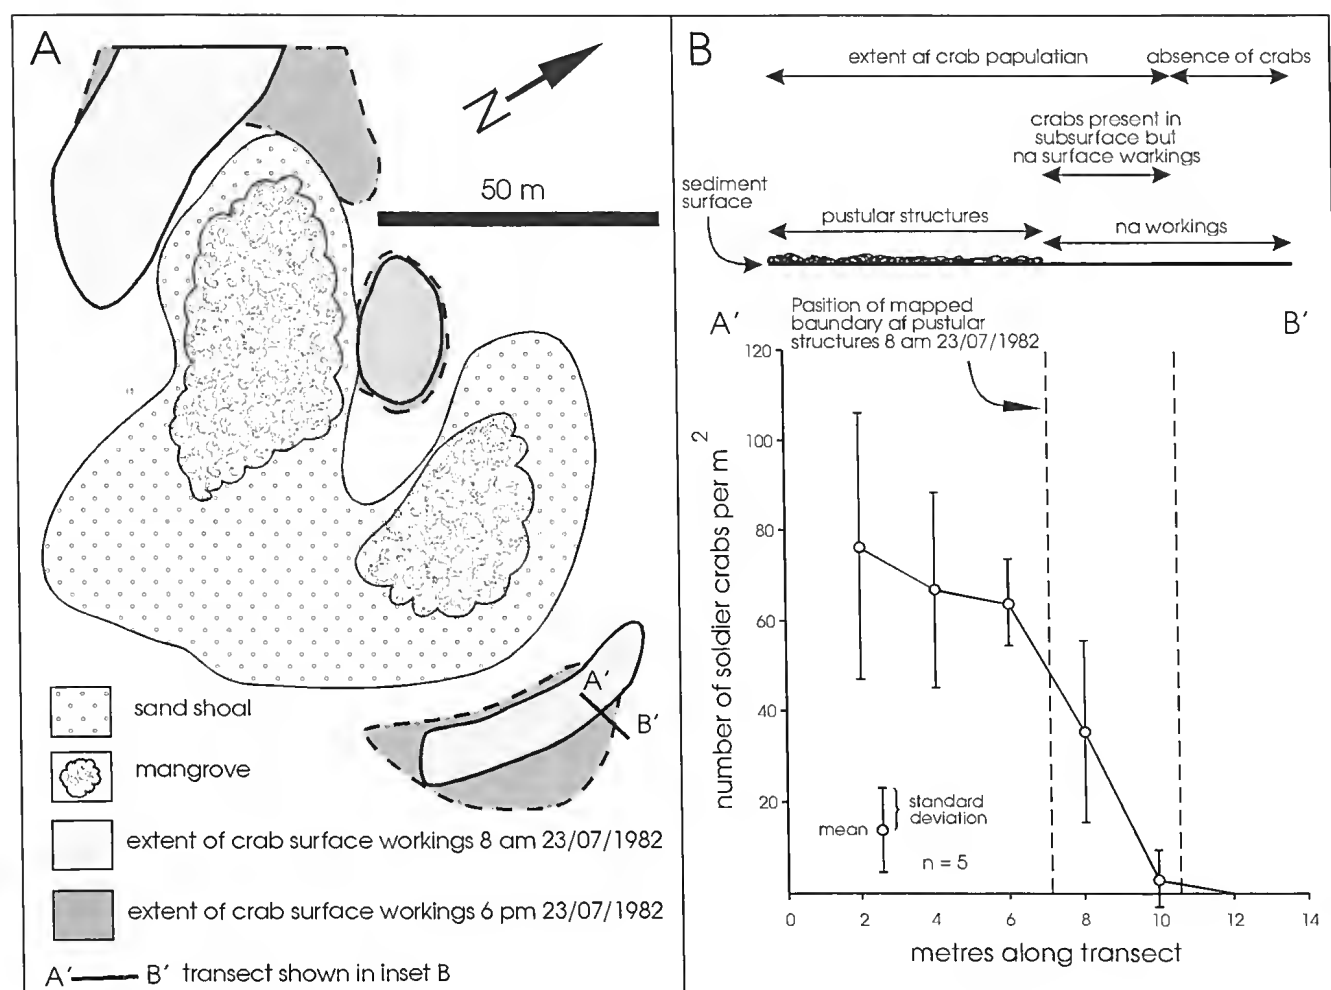 A
N
50 m
A'
B'
sand shoal
mangrove
extent of crab surface workings 8 am 23/07/1982
extent of crab surface workings 6 pm 23/07/1982
A' B' transect shown in inset B
B
extent af crab papulatian
absence of crabs
crabs present in
subsurface but
na surface warkings
sediment
surface
pustular structures
na workings
A'
Pasition of mapped
baundary af pustular
structures 8 am 23/07/1982
B'
120
100
80
60
40
20
number of soldier crabs per m²
mean
standard
deviation
n = 5
0 2 4 6 8 10 12 14
metres along transect